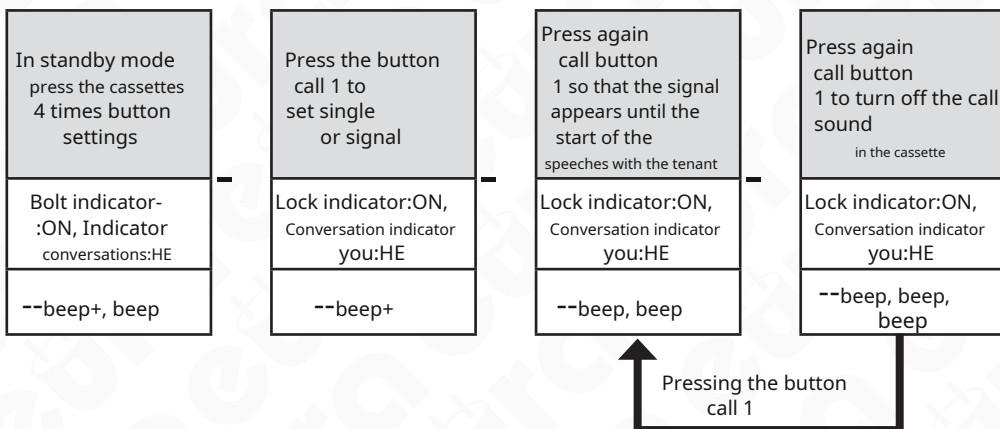 In standby mode
press the cassettes
4 times button
settings
Bolt indicator-
:ON, Indicator
conversations:HE
--beep+, beep
Press the button
call 1 to
set single
or signal
Lock indicator:ON,
Conversation indicator
you:HE
--beep+
Press again
call button
1 so that the signal
appears until the
start of the
speeches with the tenant
Lock indicator:ON,
Conversation indicator
you:HE
--beep, beep
Press again
call button
1 to turn off the call
sound
in the cassette
Lock indicator:ON,
Conversation indicator
you:HE
--beep, beep,
beep
Pressing the button
call 1